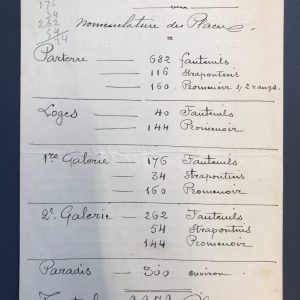 176
34
262
54
Nomenclature des Places.
=
Parterre — 682 fauteuils
— 116 Strapontins
— 160 Promenoir s/ 2 rangs.
Loges — 40 Fauteuils
144 Promenoir
1re Galerie — 176 Fauteuils
— 34 Strapontins
— 160 Promenoir
2e Galerie — 262 Fauteuils
54 Strapontins
144 Promenoir
Paradis — 300 environ